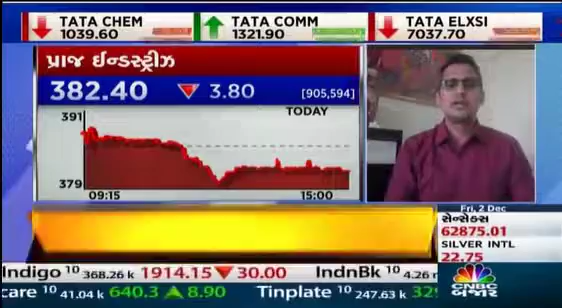 TATA CHEM
1039.60
TATA COMM
1321.90
TATA ELXSI
7037.70
પ્રાજ ઈન્ડસ્ટ્રીઝ
382.40 3.80 [905,594]
TODAY
391
379
09:15 15:00
Fri, 2 Dec
સેન્સેક્સ
62875.01
SILVER INTL
22.75
Indigo 10 368.26 k 1914.15 30.00 IndnBk 10 4.26
care 10 41.04 k 640.3 8.90 Tinplate 10 247.63 k
CNBC
બજાર